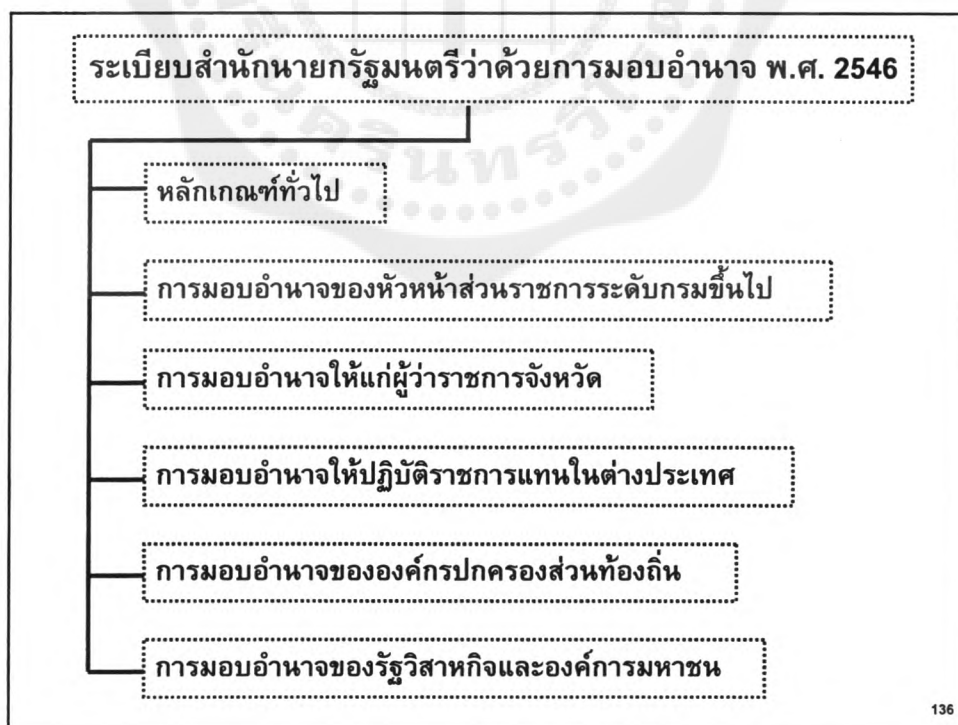 ระเบียบสำนักนายกรัฐมนตรีว่าด้วยการมอบอำนาจ พ.ศ. 2546
หลักเกณฑ์ทั่วไป
การมอบอำนาจของหัวหน้าส่วนราชการระดับกรมขึ้นไป
การมอบอำนาจให้แก่ผู้ว่าราชการจังหวัด
การมอบอำนาจให้ปฏิบัติราชการแทนในต่างประเทศ
การมอบอำนาจขององค์กรปกครองส่วนท้องถิ่น
การมอบอำนาจของรัฐวิสาหกิจและองค์การมหาชน
136